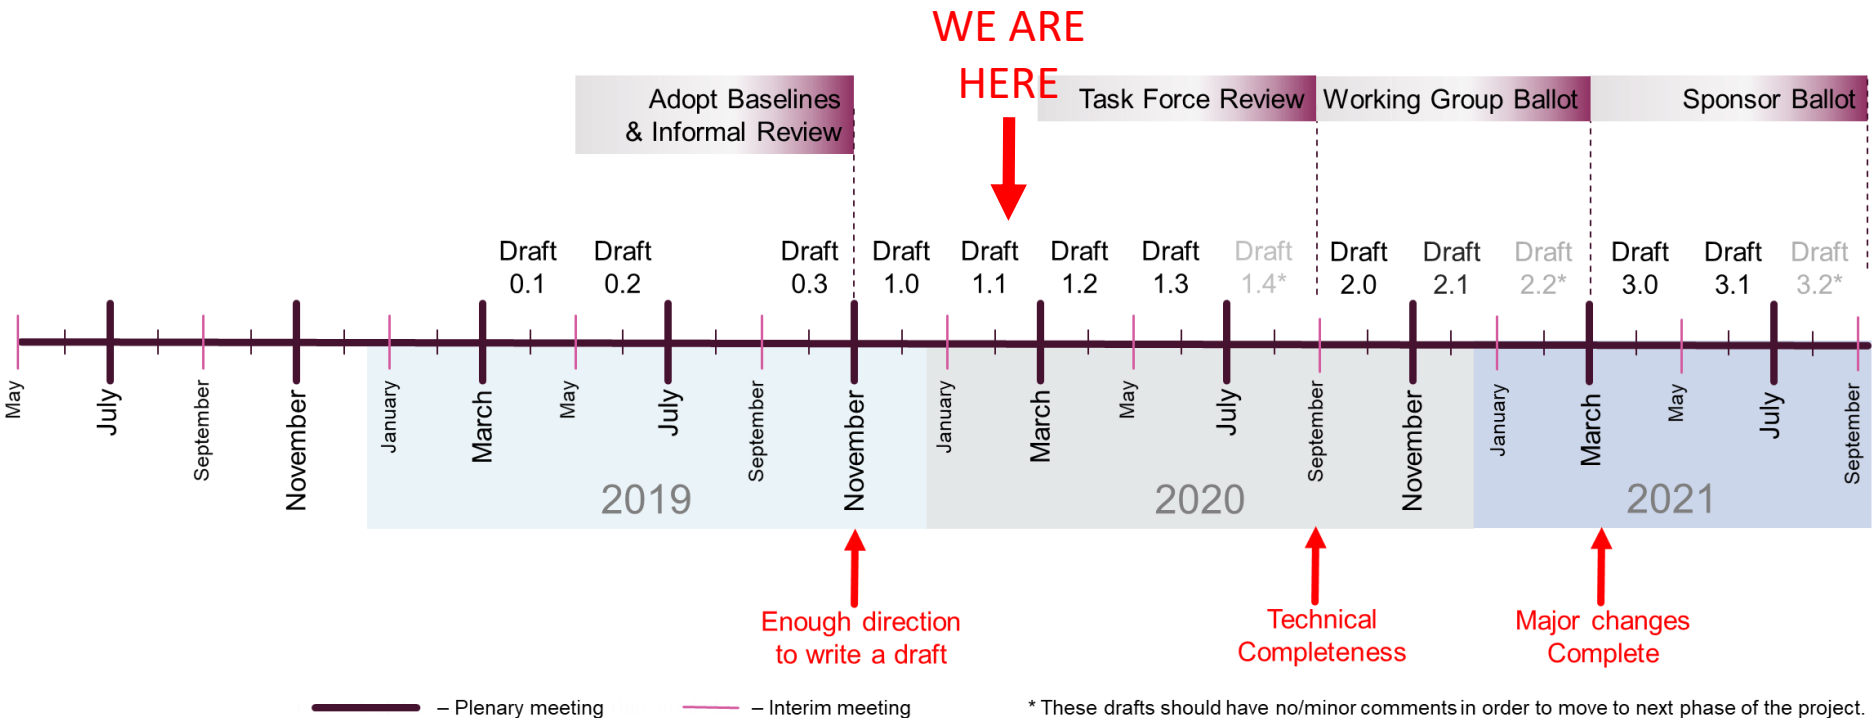 WE ARE
HERE
Adopt Baselines
& Informal Review
Task Force Review
Working Group Ballot
Sponsor Ballot
Draft
0.1
Draft
0.2
Draft
0.3
Draft
1.0
Draft
1.1
Draft
1.2
Draft
1.3
Draft
1.4*
Draft
2.0
Draft
2.1
Draft
2.2*
Draft
3.0
Draft
3.1
Draft
3.2*
May
July
September
November
January
March
May
July
September
November
January
March
May
July
September
November
January
March
May
July
September
2019
2020
2021
Enough direction
to write a draft
Technical
Completeness
Major changes
Complete
– Plenary meeting
– Interim meeting
* These drafts should have no/minor comments in order to move to next phase of the project.